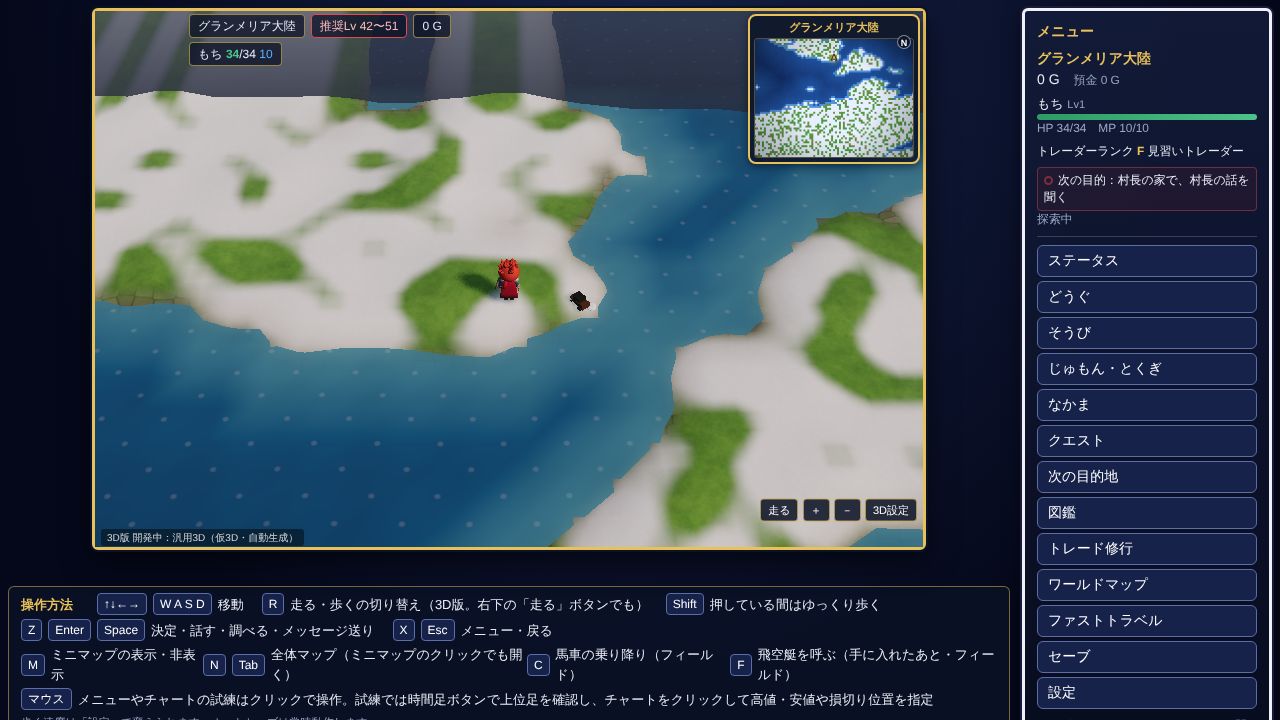 グランメリア大陸 推奨Lv 42〜51 0 G
もち 34/34 10
グランメリア大陸
N
走る ＋ － 3D設定
3D版 開発中：汎用3D（仮3D・自動生成）
操作方法 ↑↓←→ W A S D 移動 R 走る・歩くの切り替え（3D版。右下の「走る」ボタンでも） Shift 押している間はゆっくり歩く
Z Enter Space 決定・話す・調べる・メッセージ送り X Esc メニュー・戻る
M ミニマップの表示・非表示 N Tab 全体マップ（ミニマップのクリックでも開く） C 馬車の乗り降り（フィールド） F 飛空艇を呼ぶ（手に入れたあと・フィールド）
マウス メニューやチャートの試練はクリックで操作。試練では時間足ボタンで上位足を確認し、チャートをクリックして高値・安値や損切り位置を指定
メニュー
グランメリア大陸
0 G 預金 0 G
もち Lv1
HP 34/34 MP 10/10
トレーダーランク F 見習いトレーダー
次の目的：村長の家で、村長の話を
聞く
探索中
ステータス
どうぐ
そうび
じゅもん・とくぎ
なかま
クエスト
次の目的地
図鑑
トレード修行
ワールドマップ
ファストトラベル
セーブ
設定